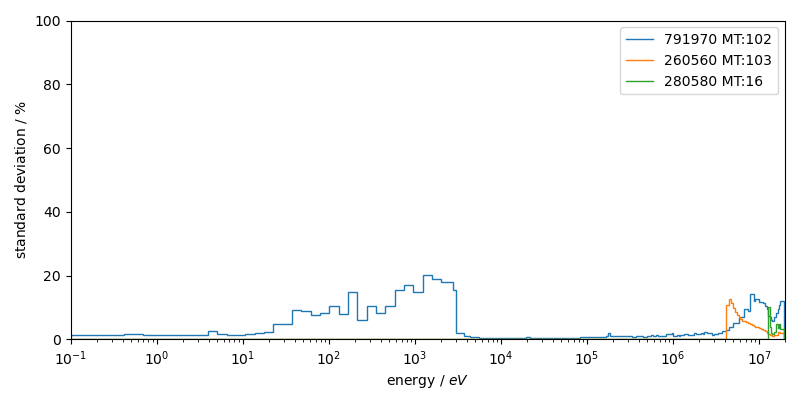 100
80
60
40
20
0
standard deviation / %
791970 MT:102
260560 MT:103
280580 MT:16
10⁻¹ 10⁰ 10¹ 10² 10³ 10⁴ 10⁵ 10⁶ 10⁷
energy / eV